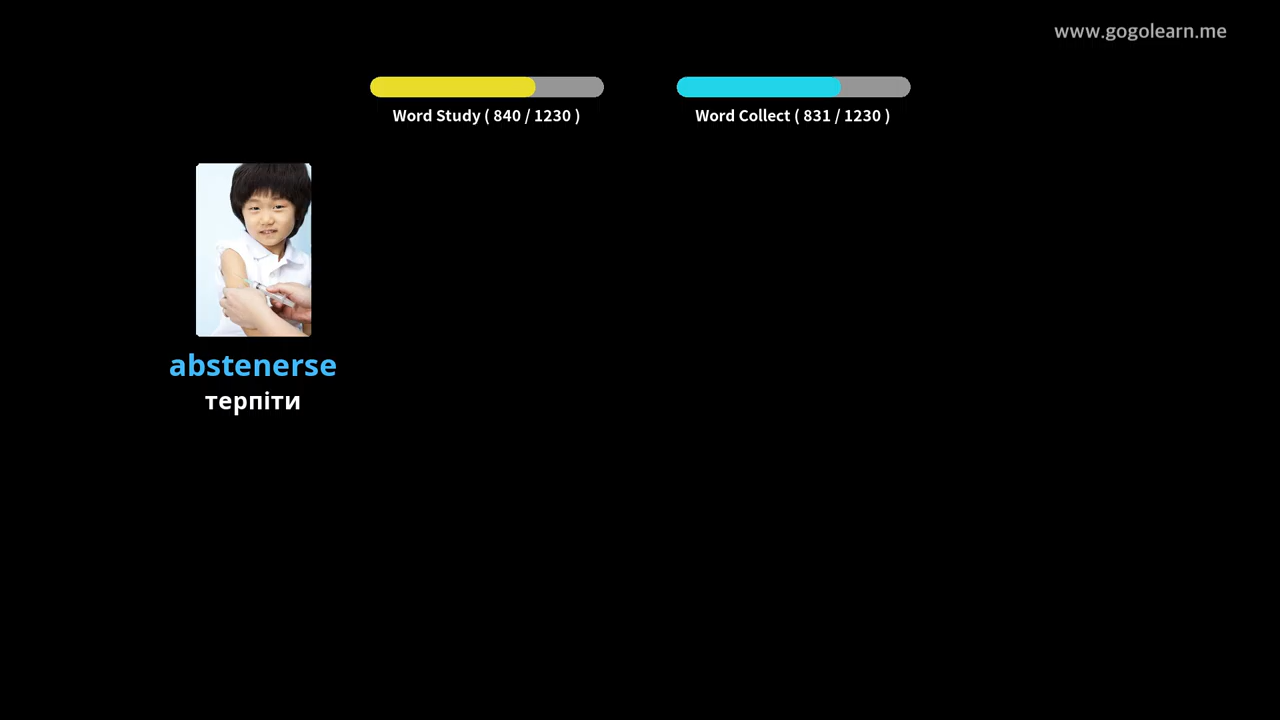 www.gogolearn.me
Word Study ( 840 / 1230 )
Word Collect ( 831 / 1230 )
abstenerse
терпіти